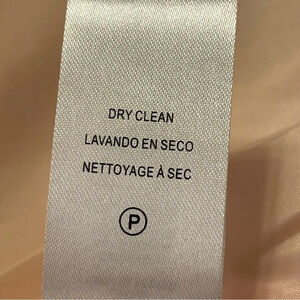 DRY CLEAN
LAVANDO EN SECO
NETTOYAGE À SEC
P